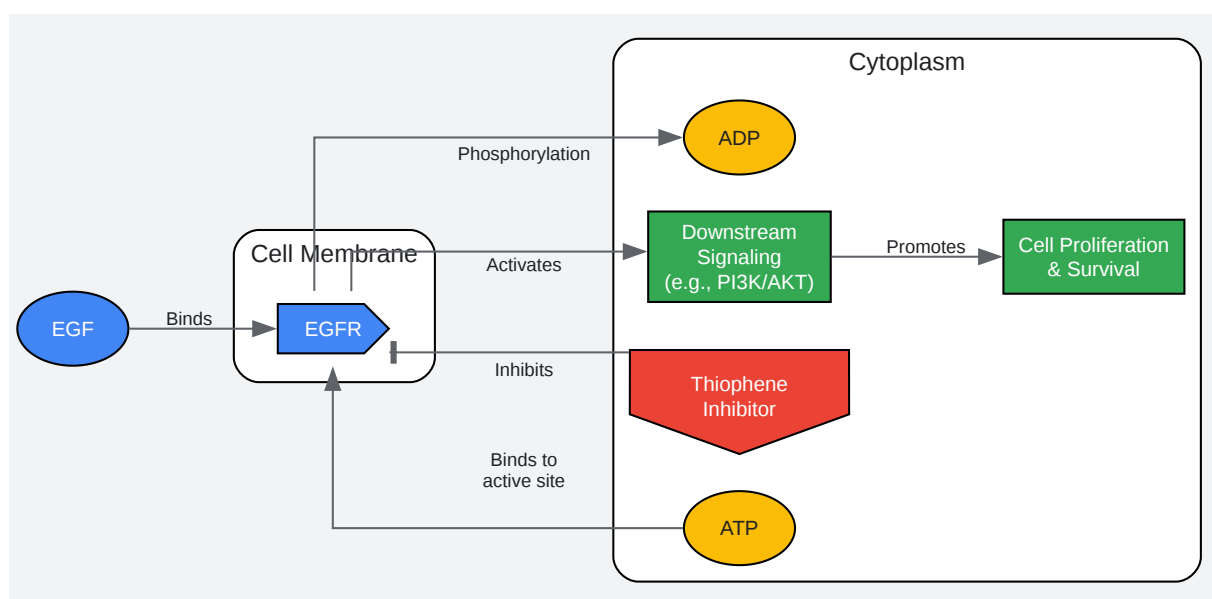 Cytoplasm
ADP
Phosphorylation
Cell Membrane
Activates
Downstream
Signaling
(e.g., PI3K/AKT)
Promotes
Cell Proliferation
& Survival
EGF
Binds
EGFR
Inhibits
Thiophene
Inhibitor
Binds to
active site
ATP